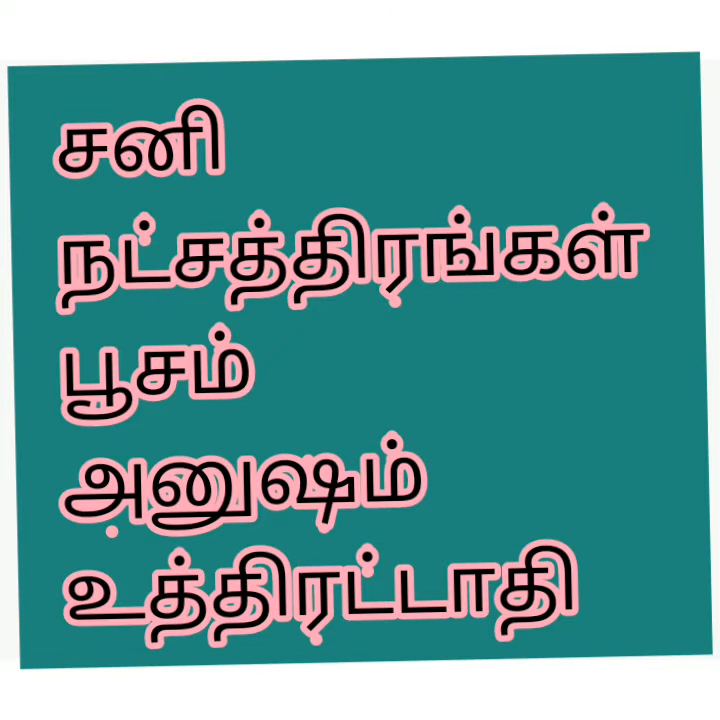 சனி
நட்சத்திரங்கள்
பூசம்
அனுஷம்
உத்திரட்டாதி